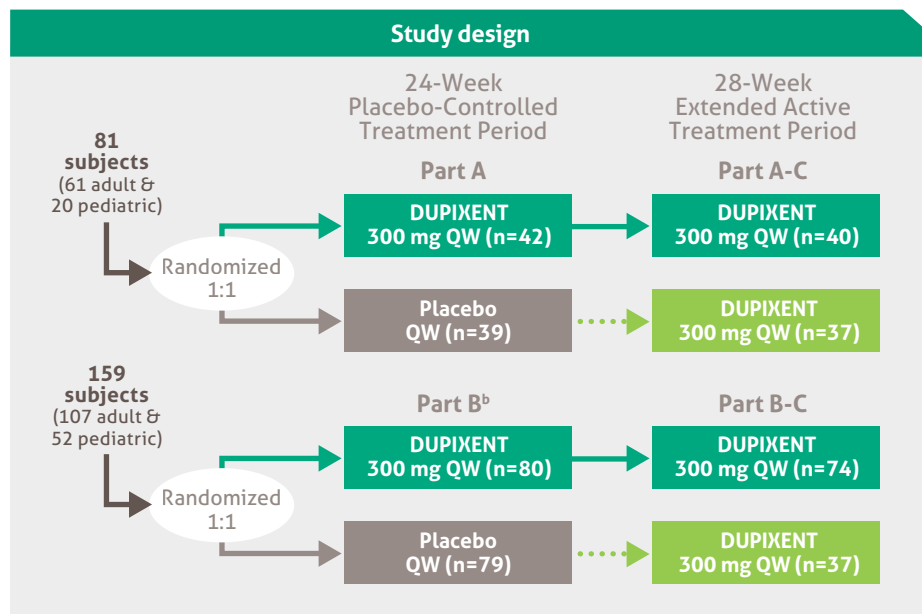 Study design
24-Week
Placebo-Controlled
Treatment Period
28-Week
Extended Active
Treatment Period
81
subjects
(61 adult &
20 pediatric)
Randomized
1:1
Part A
DUPIXENT
300 mg QW (n=42)
Placebo
QW (n=39)
Part A-C
DUPIXENT
300 mg QW (n=40)
DUPIXENT
300 mg QW (n=37)
159
subjects
(107 adult &
52 pediatric)
Randomized
1:1
Part Bᵇ
DUPIXENT
300 mg QW (n=80)
Placebo
QW (n=79)
Part B-C
DUPIXENT
300 mg QW (n=74)
DUPIXENT
300 mg QW (n=37)